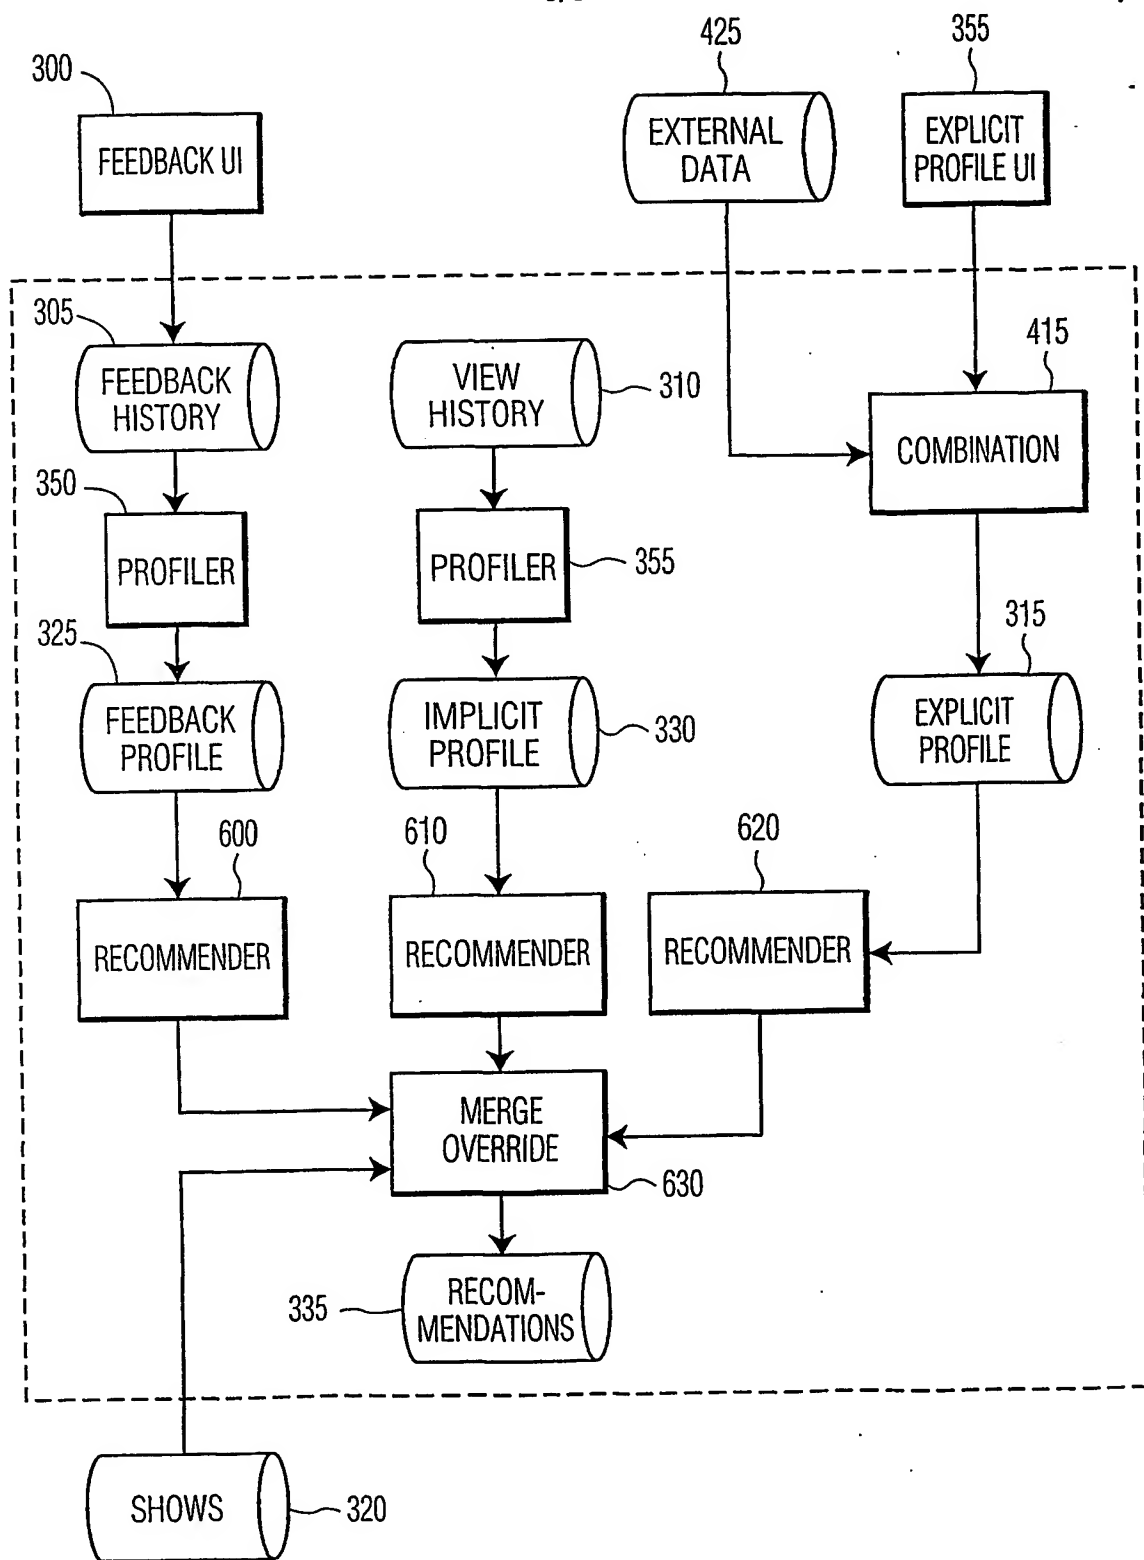 425
355
300
FEEDBACK UI
EXTERNAL
DATA
EXPLICIT
PROFILE UI
305
FEEDBACK
HISTORY
VIEW
HISTORY
310
415
COMBINATION
350
PROFILER
PROFILER
355
325
FEEDBACK
PROFILE
IMPLICIT
PROFILE
330
315
EXPLICIT
PROFILE
600
610
620
RECOMMENDER
RECOMMENDER
RECOMMENDER
MERGE
OVERRIDE
630
335
RECOM-
MENDATIONS
SHOWS
320